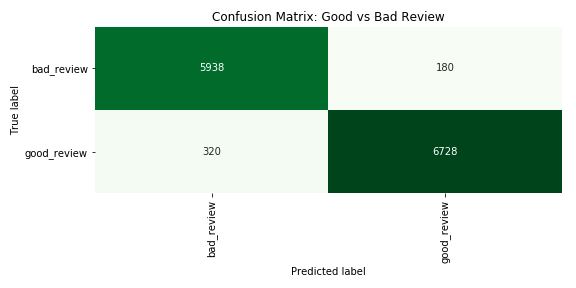 Confusion Matrix: Good vs Bad Review
True label
bad_review
5938
180
good_review
320
6728
bad_review
good_review
Predicted label